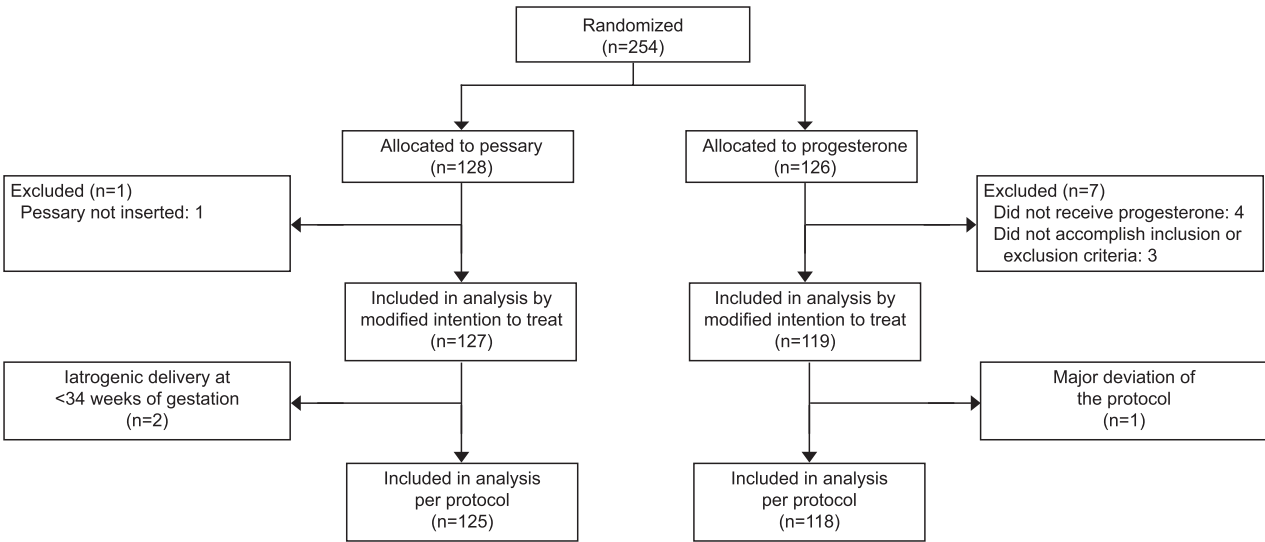 Randomized
(n=254)
Allocated to pessary
(n=128)
Allocated to progesterone
(n=126)
Excluded (n=1)
Pessary not inserted: 1
Excluded (n=7)
Did not receive progesterone: 4
Did not accomplish inclusion or
exclusion criteria: 3
Included in analysis by
modified intention to treat
(n=127)
Included in analysis by
modified intention to treat
(n=119)
Iatrogenic delivery at
<34 weeks of gestation
(n=2)
Major deviation of
the protocol
(n=1)
Included in analysis
per protocol
(n=125)
Included in analysis
per protocol
(n=118)